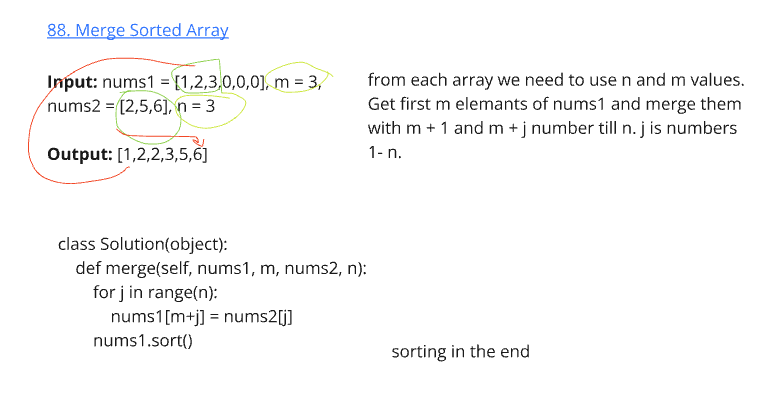 88. Merge Sorted Array
Input: nums1 = [1,2,3,0,0,0], m = 3,
nums2 = [2,5,6], n = 3
Output: [1,2,2,3,5,6]
from each array we need to use n and m values.
Get first m elemants of nums1 and merge them
with m + 1 and m + j number till n. j is numbers
1- n.
class Solution(object):
def merge(self, nums1, m, nums2, n):
for j in range(n):
nums1[m+j] = nums2[j]
nums1.sort()
sorting in the end